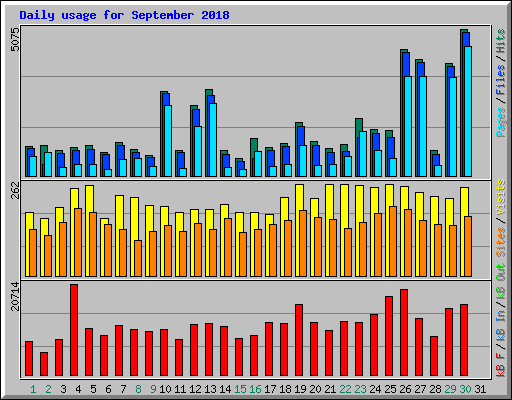 Daily usage for September 2018
5075
Pages / Files / Hits
262
Sites / Visits
20714
kB F / kB In / kB Out
1 2 3 4 5 6 7 8 9 10 11 12 13 14 15 16 17 18 19 20 21 22 23 24 25 26 27 28 29 30 31